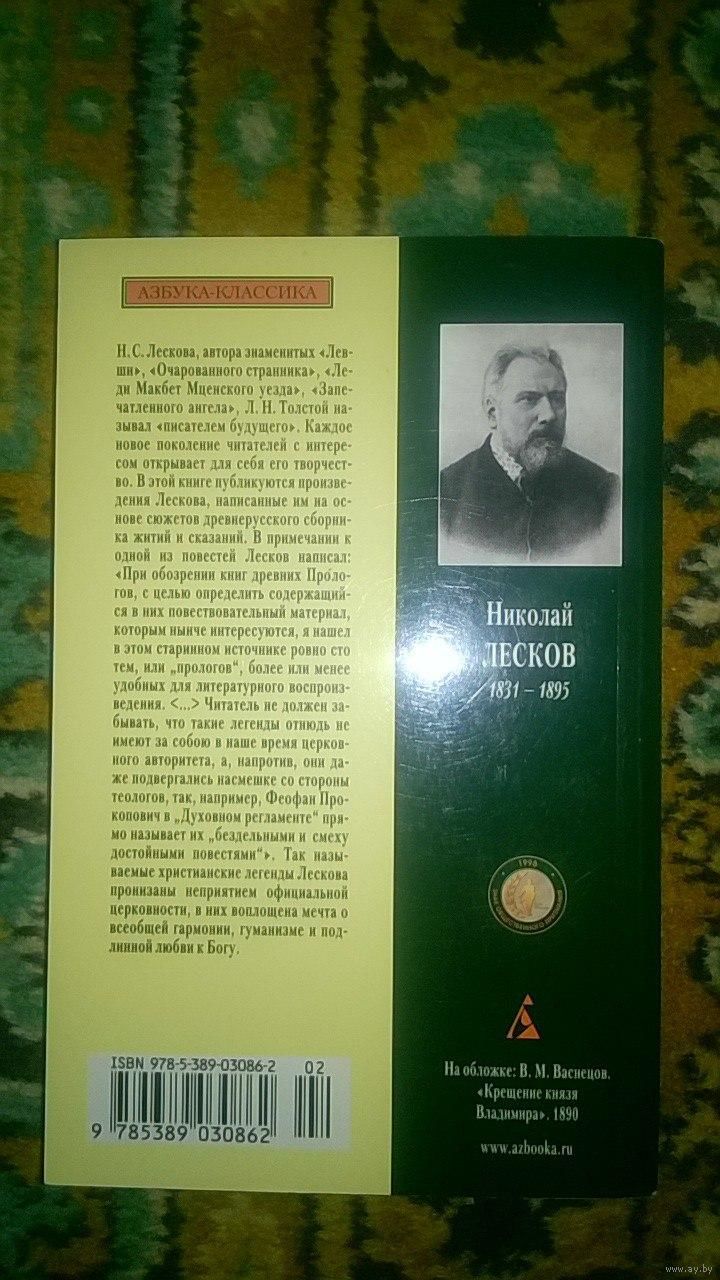 АЗБУКА-КЛАССИКА
Н. С. Лескова, автора знаменитых «Лев-
ши», «Очарованного странника», «Ле-
ди Макбет Мценского уезда», «Запе-
чатленного ангела», Л. Н. Толстой на-
зывал «писателем будущего». Каждое
новое поколение читателей с интере-
сом открывает для себя его творчест-
во. В этой книге публикуются произве-
дения Лескова, написанные им на ос-
нове сюжетов древнерусского сборни-
ка житий и сказаний. В примечании к
одной из повестей Лесков написал:
«При обозрении книг древних Про́ло-
гов, с целью определить содержащий-
ся в них повествовательный материал,
которым нынче интересуются, я нашел
в этом старинном источнике ровно сто
тем, или „прологов“, более или менее
удобных для литературного воспроиз-
ведения. <...> Читатель не должен за-
бывать, что такие легенды отнюдь не
имеют за собою в наше время церков-
ного авторитета, а, напротив, они да-
же подвергались насмешке со стороны
теологов, так, например, Феофан Про-
копович в „Духовном регламенте“ пря-
мо называет их „бездельными и смеху
достойными повестями“». Так назы-
ваемые христианские легенды Лескова
пронизаны неприятием официальной
церковности, в них воплощена мечта о
всеобщей гармонии, гуманизме и под-
линной любви к Богу.
ISBN 978-5-389-03086-2
02
9 785389 030862
Николай
ЛЕСКОВ
1831 – 1895
1998
На обложке: В. М. Васнецов.
«Крещение князя
Владимира». 1890
www.azbooka.ru
www.ay.by